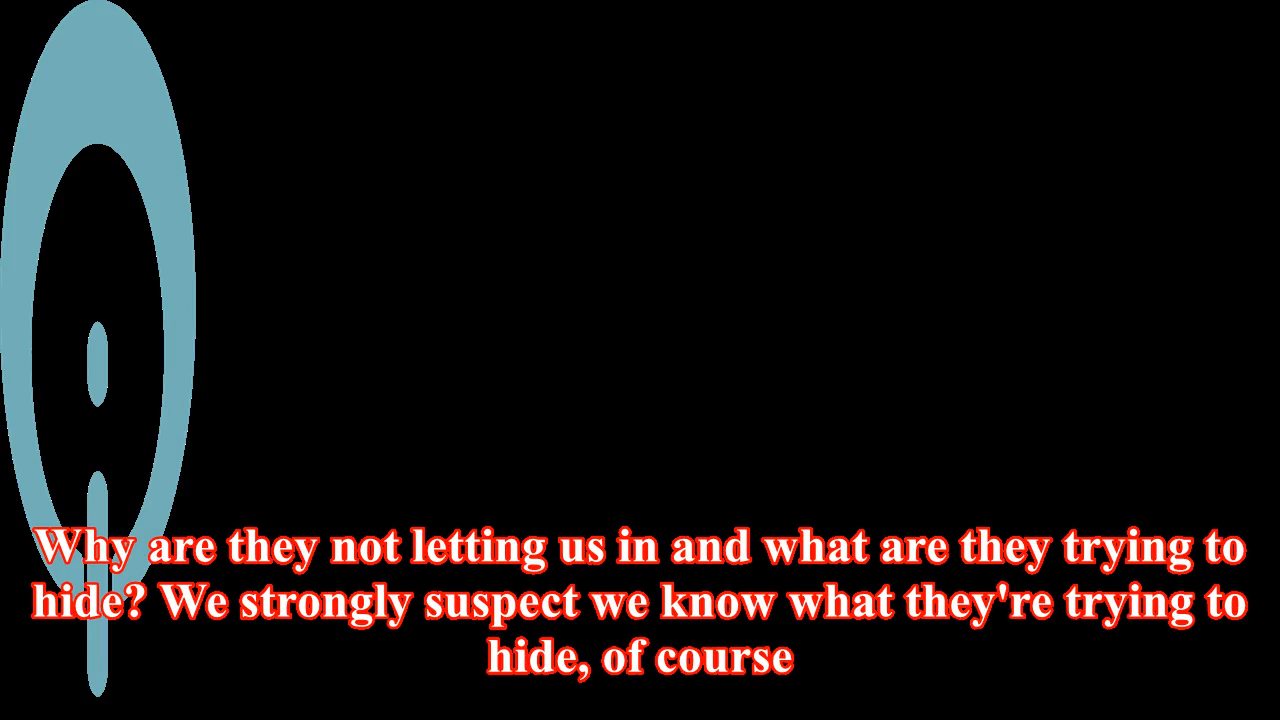 Why are they not letting us in and what are they trying to
hide? We strongly suspect we know what they're trying to
hide, of course